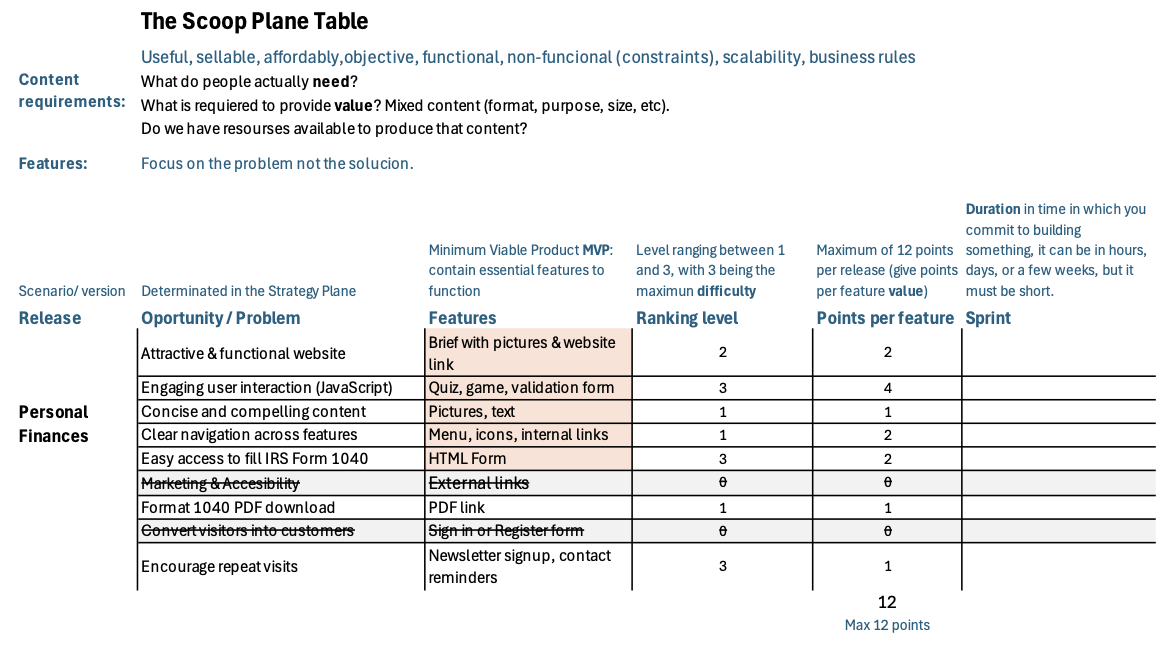 The Scoop Plane Table
Useful, sellable, affordably,objective, functional, non-funcional (constraints), scalability, business rules
Content
requirements:
What do people actually need?
What is requiered to provide value? Mixed content (format, purpose, size, etc).
Do we have resourses available to produce that content?
Features:
Focus on the problem not the solucion.
Scenario/ version
Determinated in the Strategy Plane
Minimum Viable Product MVP:
contain essential features to
function
Level ranging between 1
and 3, with 3 being the
maximun difficulty
Maximum of 12 points
per release (give points
per feature value)
Duration in time in which you
commit to building
something, it can be in hours,
days, or a few weeks, but it
must be short.
Release Oportunity / Problem Features Ranking level Points per feature Sprint
Personal
Finances
Attractive & functional website
Brief with pictures & website
link
2 2
Engaging user interaction (JavaScript) Quiz, game, validation form 3 4
Concise and compelling content Pictures, text 1 1
Clear navigation across features Menu, icons, internal links 1 2
Easy access to fill IRS Form 1040 HTML Form 3 2
Marketing & Accesibility External links 0 0
Format 1040 PDF download PDF link 1 1
Convert visitors into customers Sign in or Register form 0 0
Encourage repeat visits
Newsletter signup, contact
reminders
3 1
12
Max 12 points